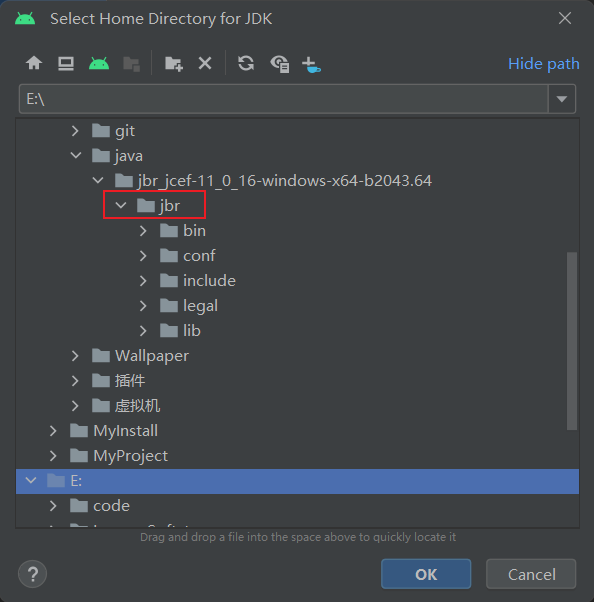 Select Home Directory for JDK
Hide path
E:\
git
java
jbr_jcef-11_0_16-windows-x64-b2043.64
jbr
bin
conf
include
legal
lib
Wallpaper
插件
虚拟机
MyInstall
MyProject
E:
code
Drag and drop a file into the space above to quickly locate it
?
OK
Cancel